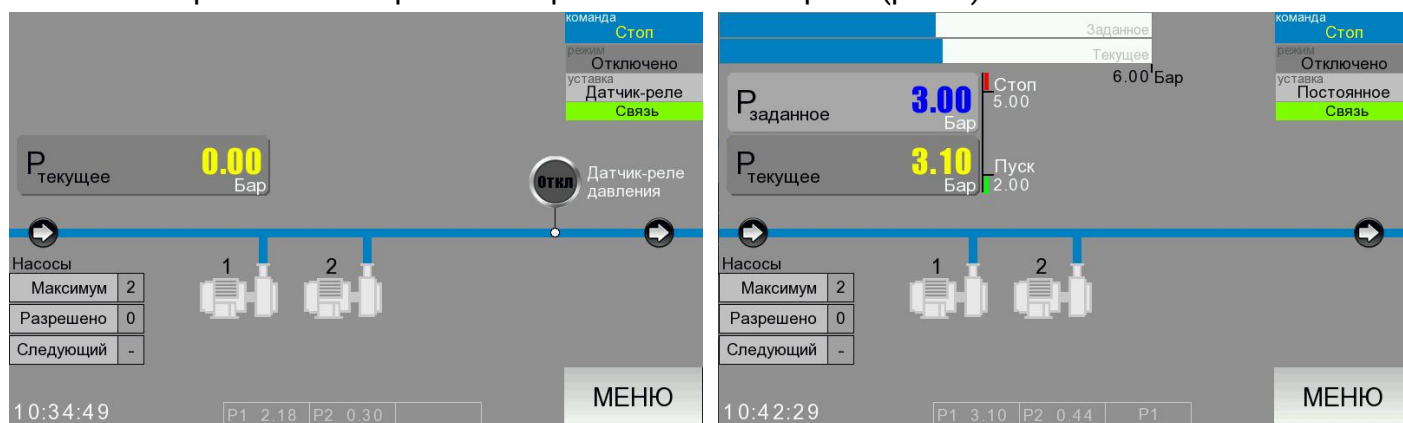 команда
Стоп
режим
Отключено
уставка
Датчик-реле
Связь
Pтекущее
0.00
Бар
Откл
Датчик-реле
давления
Насосы
1
2
Максимум 2
Разрешено 0
Следующий -
МЕНЮ
10:34:49
P1 2.18 P2 0.30
Заданное
Текущее
6.00 Бар
команда
Стоп
режим
Отключено
уставка
Постоянное
Связь
Pзаданное
3.00
Бар
Стоп
5.00
Pтекущее
3.10
Бар
Пуск
2.00
Насосы
1
2
Максимум 2
Разрешено 0
Следующий -
МЕНЮ
10:42:29
P1 3.10 P2 0.44 P1